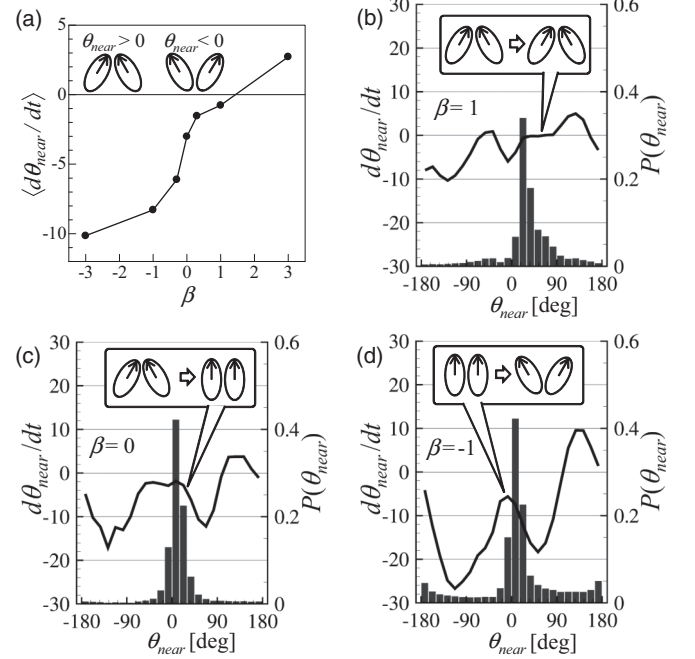 (a)
5
0
-5
-10
⟨dθnear / dt⟩
θnear > 0
θnear < 0
-3 -2 -1 0 1 2 3
β
(b)
30
20
10
0
-10
-20
-30
dθnear/dt
β= 1
0.6
0.4
0.2
0
P(θnear)
-180 -90 0 90 180
θnear [deg]
(c)
30
20
10
0
-10
-20
-30
dθnear/dt
β= 0
0.6
0.4
0.2
0
P(θnear)
-180 -90 0 90 180
θnear [deg]
(d)
30
20
10
0
-10
-20
-30
dθnear/dt
β= -1
0.6
0.4
0.2
0
P(θnear)
-180 -90 0 90 180
θnear [deg]